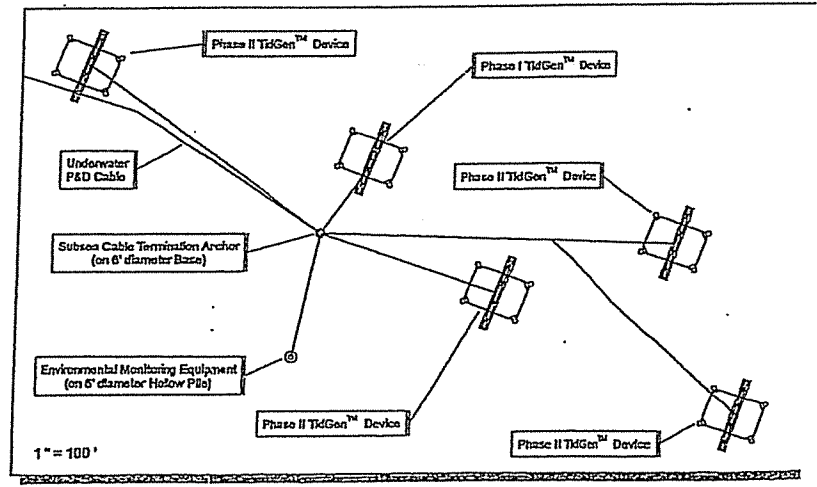 Phase II TidGen™ Device
Phase I TidGen™ Device
Underwater
P&D Cable
Phase II TidGen™ Device
Subsea Cable Termination Anchor
(on 6' diameter Base)
Environmental Monitoring Equipment
(on 6' diameter Hollow Pile)
Phase II TidGen™ Device
Phase II TidGen™ Device
1" = 100'